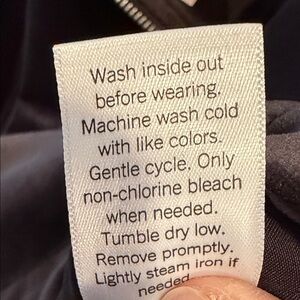 Wash inside out
before wearing.
Machine wash cold
with like colors.
Gentle cycle. Only
non-chlorine bleach
when needed.
Tumble dry low.
Remove promptly.
Lightly steam iron if
needed